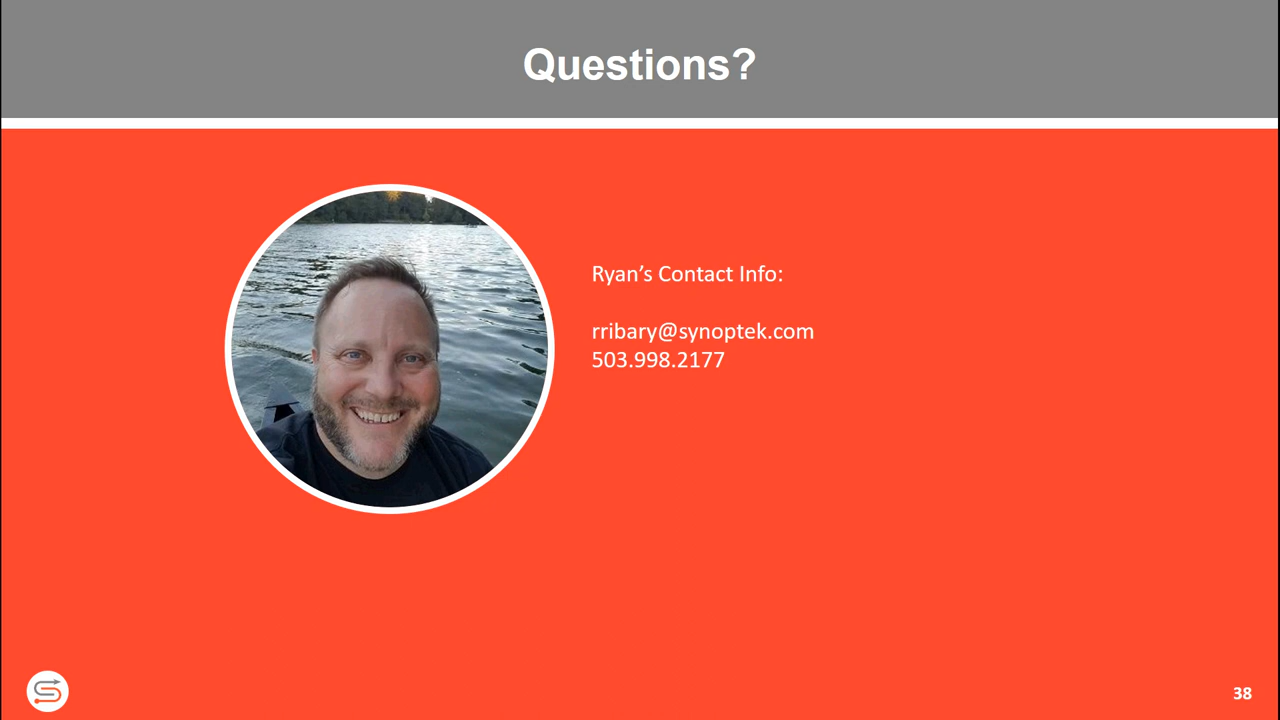 Questions?
Ryan’s Contact Info:
rribary@synoptek.com
503.998.2177
38